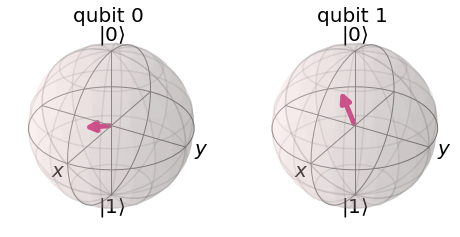 qubit 0
|0⟩
x
y
|1⟩
qubit 1
|0⟩
x
y
|1⟩